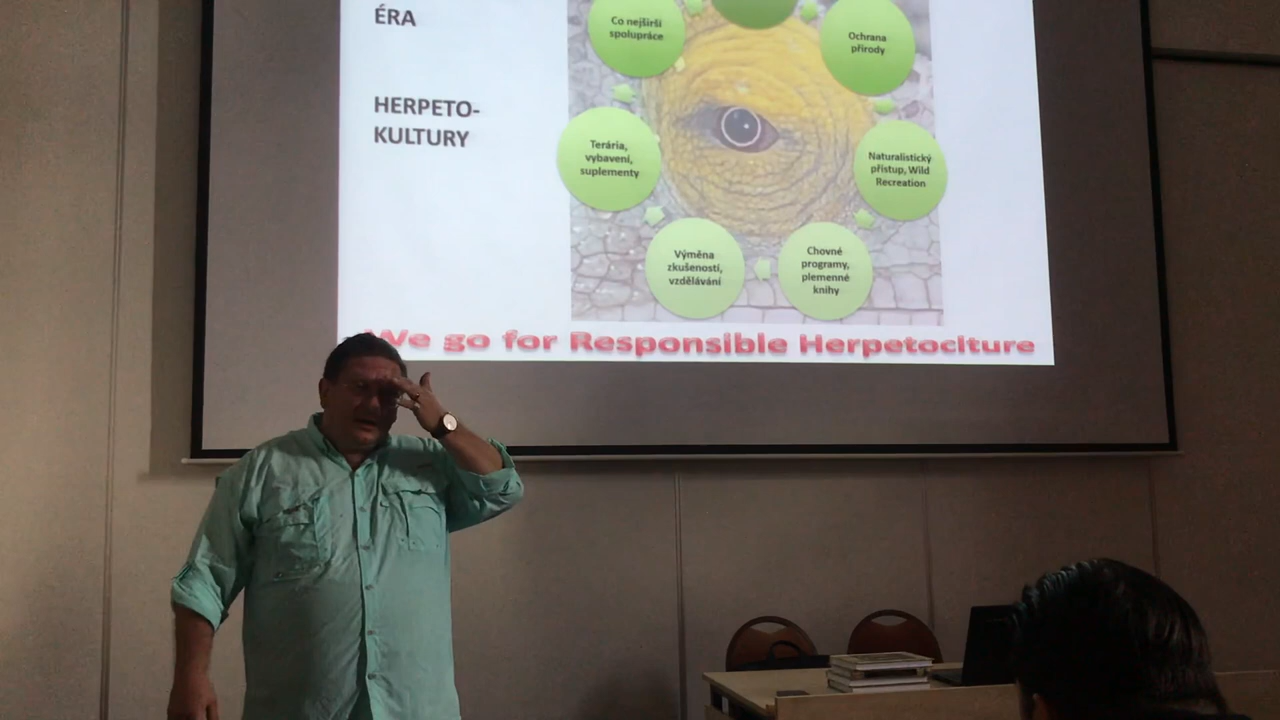 ÉRA
HERPETO-
KULTURY
Co nejširší
spolupráce
Ochrana
přírody
Terária,
vybavení,
suplementy
Naturalistický
přístup, Wild
Recreation
Výměna
zkušeností,
vzdělávání
Chovné
programy,
plemenné
knihy
We go for Responsible Herpetoclture